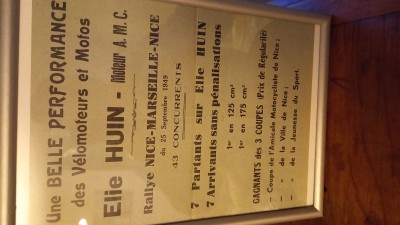 Une BELLE PERFORMANCE
des Vélomoteurs et Motos
Elie HUIN - Moteur A.M.C.
Rallye NICE-MARSEILLE-NICE
du 25 Septembre 1949
43 CONCURRENTS
7 Partants sur Elie HUIN
7 Arrivants sans pénalisations
1er en 125 cm³
1er en 175 cm³
GAGNANTS des 3 COUPES (Prix de Régularité)
— Coupe de l'Amicale Motocycliste de Nice ;
— » de la Ville de Nice ;
— » de la Jeunesse du Sport.